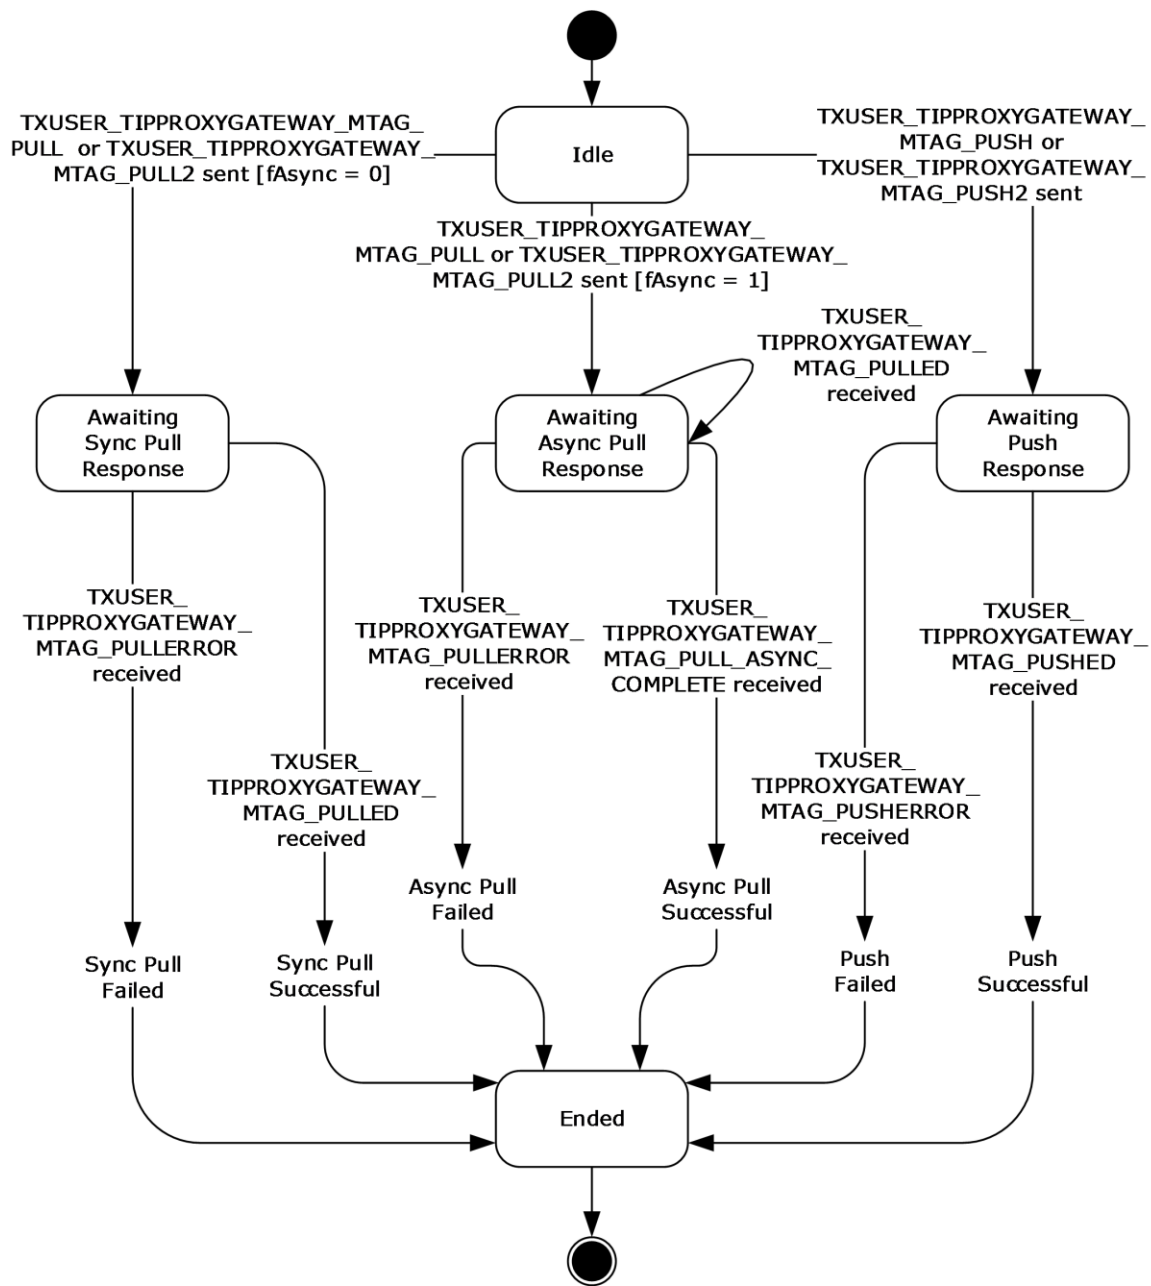 Idle
TXUSER_TIPPROXYGATEWAY_MTAG_
PULL or TXUSER_TIPPROXYGATEWAY_
MTAG_PULL2 sent [fAsync = 0]
TXUSER_TIPPROXYGATEWAY_
MTAG_PULL or TXUSER_TIPPROXYGATEWAY_
MTAG_PULL2 sent [fAsync = 1]
TXUSER_TIPPROXYGATEWAY_
MTAG_PUSH or
TXUSER_TIPPROXYGATEWAY_
MTAG_PUSH2 sent
TXUSER_
TIPPROXYGATEWAY_
MTAG_PULLED
received
Awaiting
Sync Pull
Response
Awaiting
Async Pull
Response
Awaiting
Push
Response
TXUSER_
TIPPROXYGATEWAY_
MTAG_PULLERROR
received
TXUSER_
TIPPROXYGATEWAY_
MTAG_PULLED
received
TXUSER_
TIPPROXYGATEWAY_
MTAG_PULLERROR
received
TXUSER_
TIPPROXYGATEWAY_
MTAG_PULL_ASYNC_
COMPLETE received
TXUSER_
TIPPROXYGATEWAY_
MTAG_PUSHERROR
received
TXUSER_
TIPPROXYGATEWAY_
MTAG_PUSHED
received
Sync Pull
Failed
Sync Pull
Successful
Async Pull
Failed
Async Pull
Successful
Push
Failed
Push
Successful
Ended